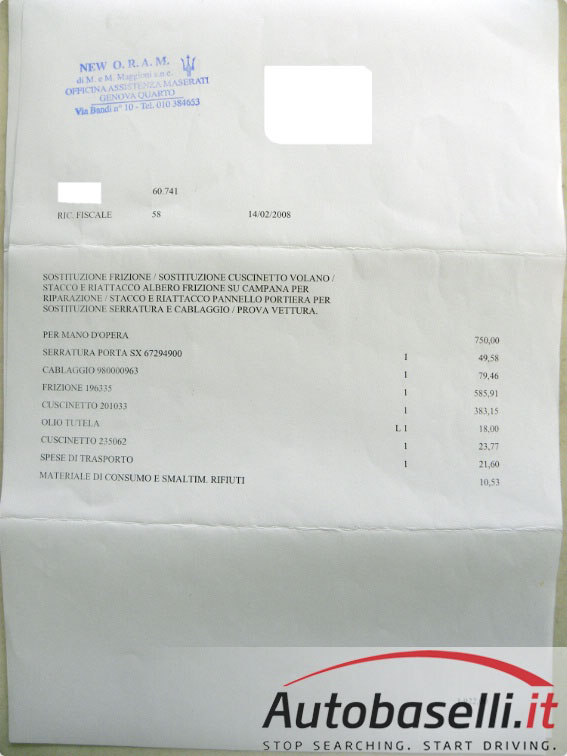 NEW O. R. A. M.
di M. e M. Maggioni s.n.c.
OFFICINA ASSISTENZA MASERATI
GENOVA QUARTO
Via Bandi n° 10 - Tel. 010 384653
60.741
RIC. FISCALE 58 14/02/2008
SOSTITUZIONE FRIZIONE / SOSTITUZIONE CUSCINETTO VOLANO /
STACCO E RIATTACCO ALBERO FRIZIONE SU CAMPANA PER
RIPARAZIONE / STACCO E RIATTACCO PANNELLO PORTIERA PER
SOSTITUZIONE SERRATURA E CABLAGGIO / PROVA VETTURA.
PER MANO D'OPERA 750,00
SERRATURA PORTA SX 67294900 1 49,58
CABLAGGIO 980000963 1 79,46
FRIZIONE 196335 1 585,91
CUSCINETTO 201033 1 383,15
OLIO TUTELA L 1 18,00
CUSCINETTO 235062 1 23,77
SPESE DI TRASPORTO 1 21,60
MATERIALE DI CONSUMO E SMALTIM. RIFIUTI 10,53
Autobaselli.it
STOP SEARCHING. START DRIVING.